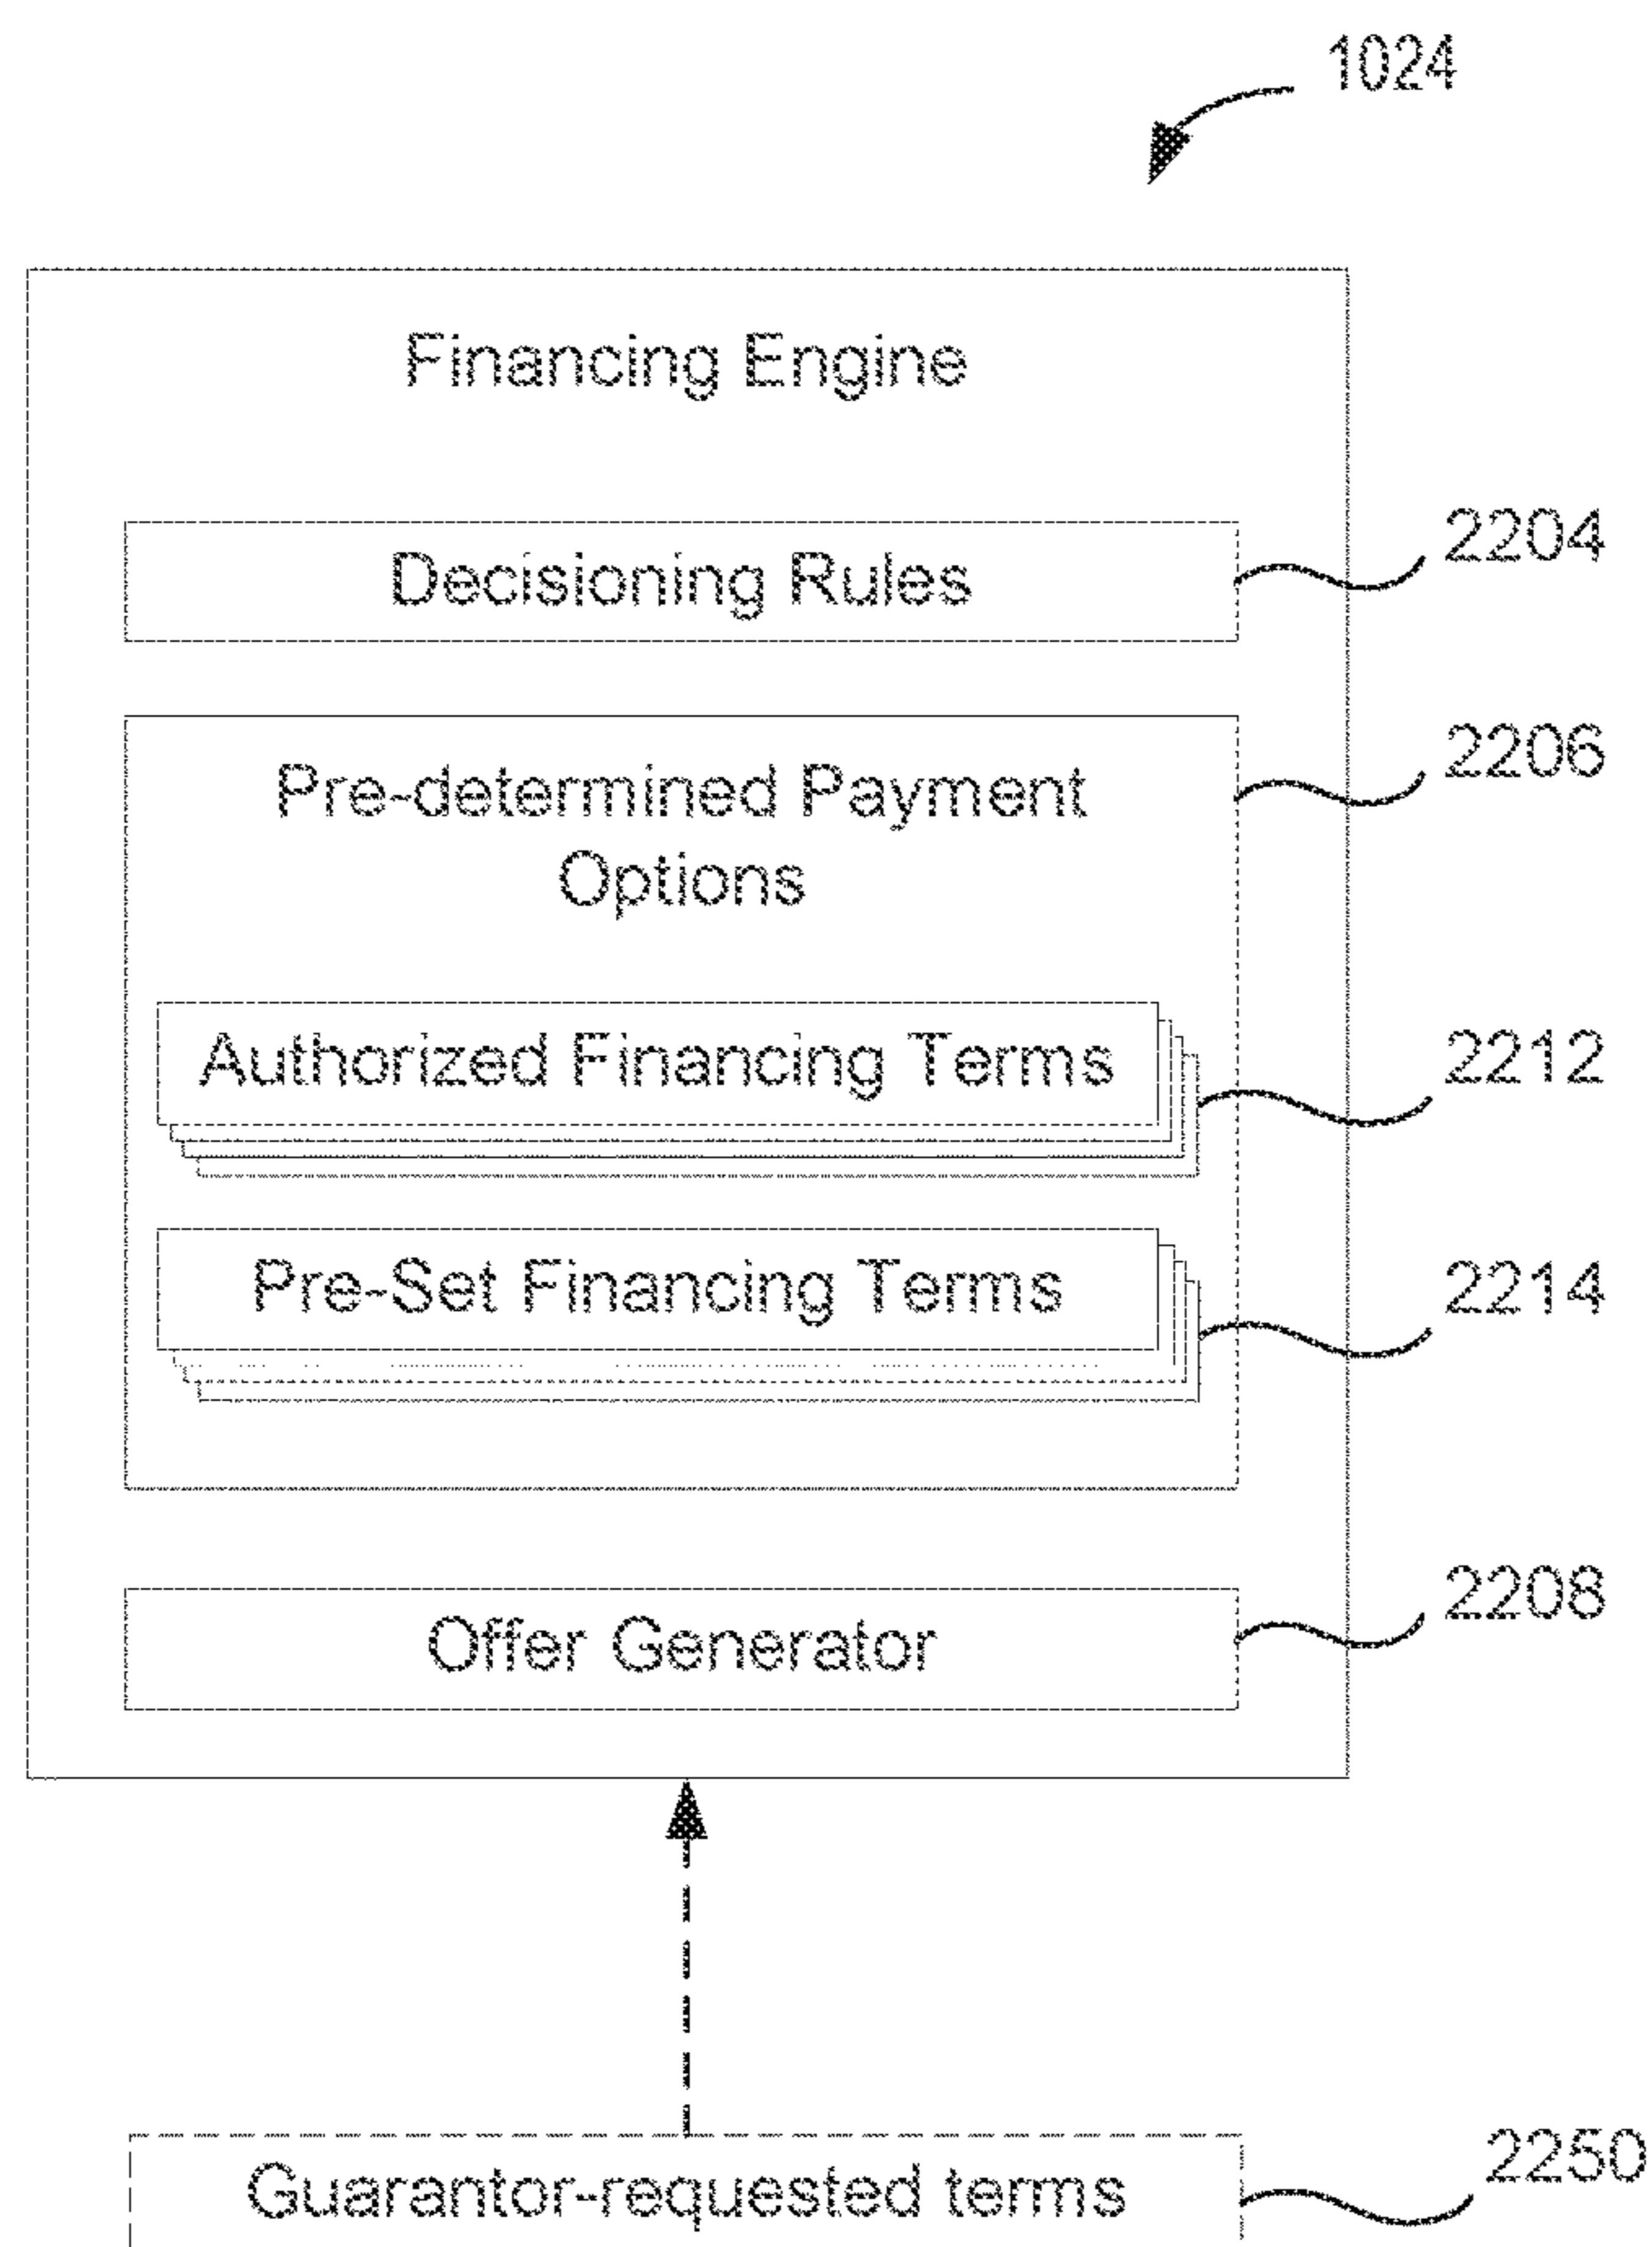 1024
Financing Engine
Decisioning Rules
2204
Pre-determined Payment
Options
2206
Authorized Financing Terms
2212
Pre-Set Financing Terms
2214
Offer Generator
2208
Guarantor-requested terms
2250